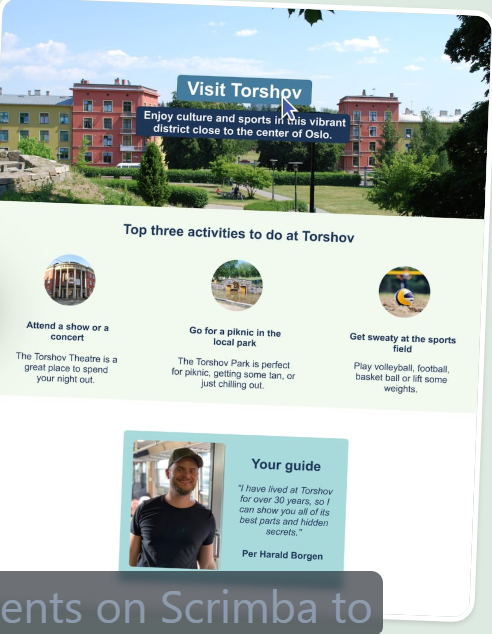 Visit Torshov
Enjoy culture and sports in this vibrant
district close to the center of Oslo.
Top three activities to do at Torshov
Attend a show or a
concert
The Torshov Theatre is a
great place to spend
your night out.
Go for a piknic in the
local park
The Torshov Park is perfect
for piknic, getting some tan, or
just chilling out.
Get sweaty at the sports
field
Play volleyball, football,
basket ball or lift some
weights.
Your guide
"I have lived at Torshov
for over 30 years, so I
can show you all of its
best parts and hidden
secrets."
Per Harald Borgen
ents on Scrimba to